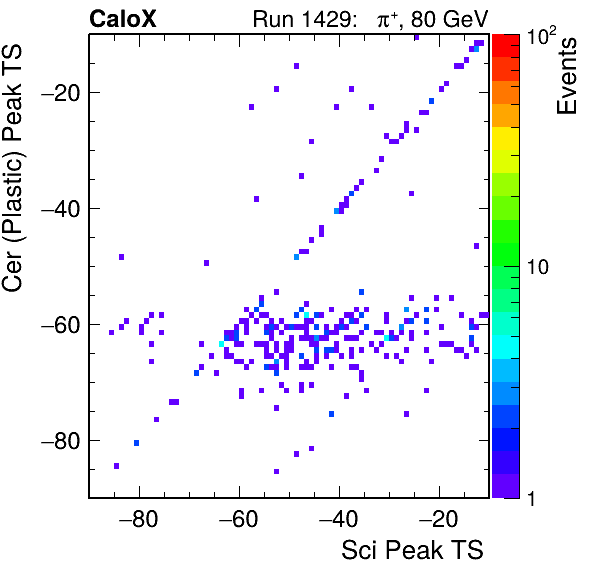 CaloX Run 1429: π⁺, 80 GeV
Cer (Plastic) Peak TS
−20
−40
−60
−80
−80 −60 −40 −20
Sci Peak TS
10²
10
1
Events